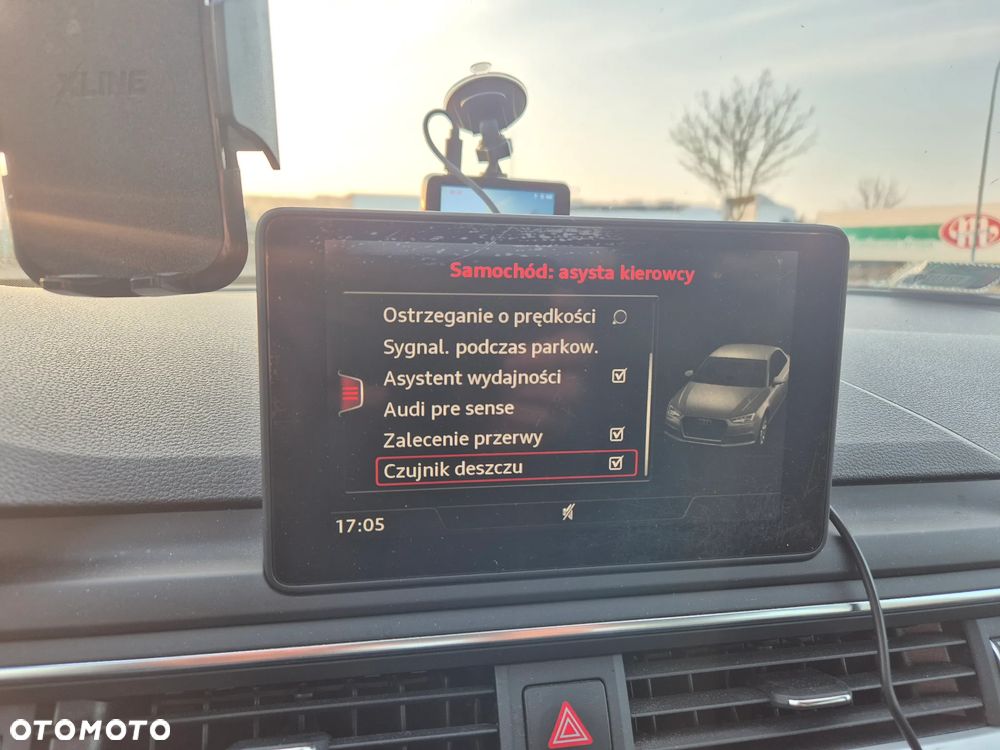 XLINE
Samochód: asysta kierowcy
Ostrzeganie o prędkości
Sygnal. podczas parkow.
Asystent wydajności
Audi pre sense
Zalecenie przerwy
Czujnik deszczu
17:05
OTOMOTO